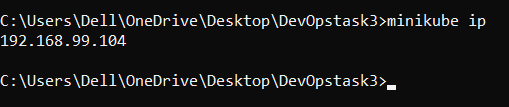 C:\Users\Dell\OneDrive\Desktop\DevOpstask3>minikube ip
192.168.99.104
C:\Users\Dell\OneDrive\Desktop\DevOpstask3>